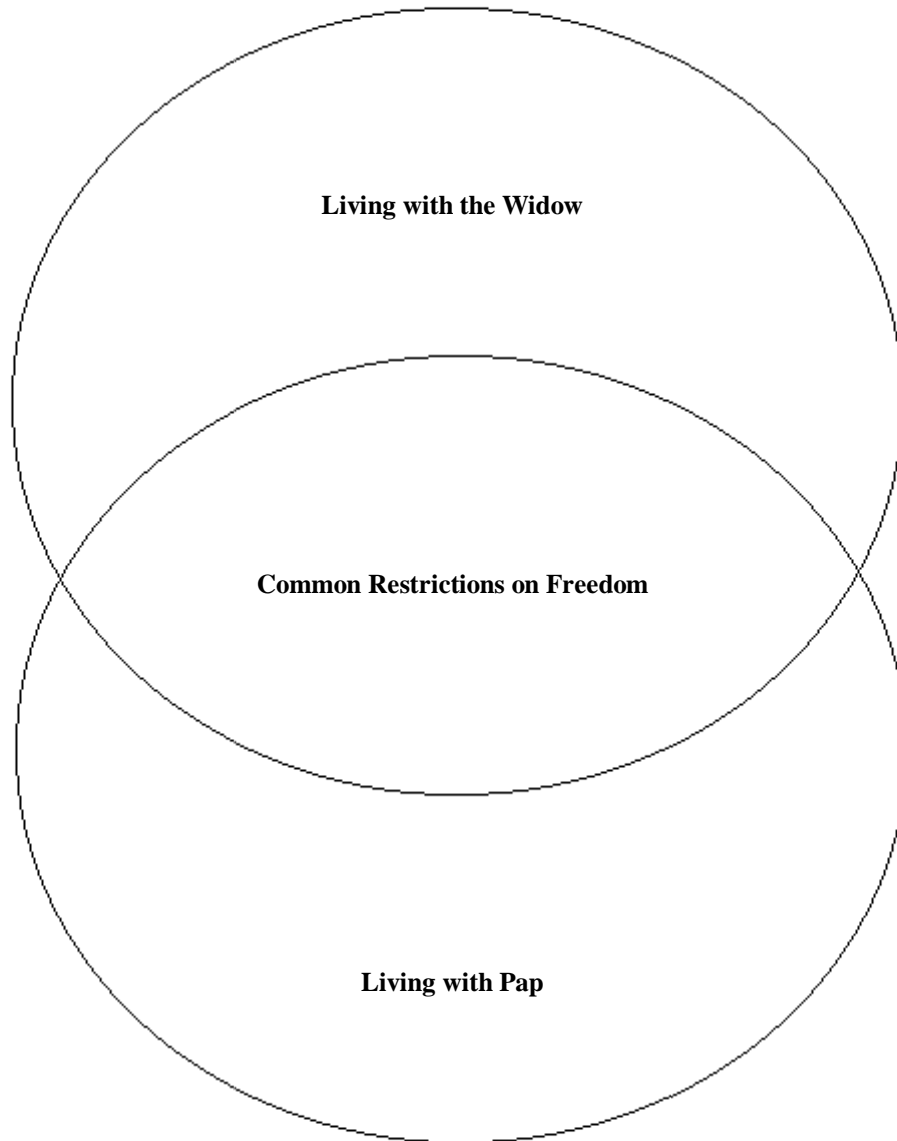 Living with the Widow
Common Restrictions on Freedom
Living with Pap